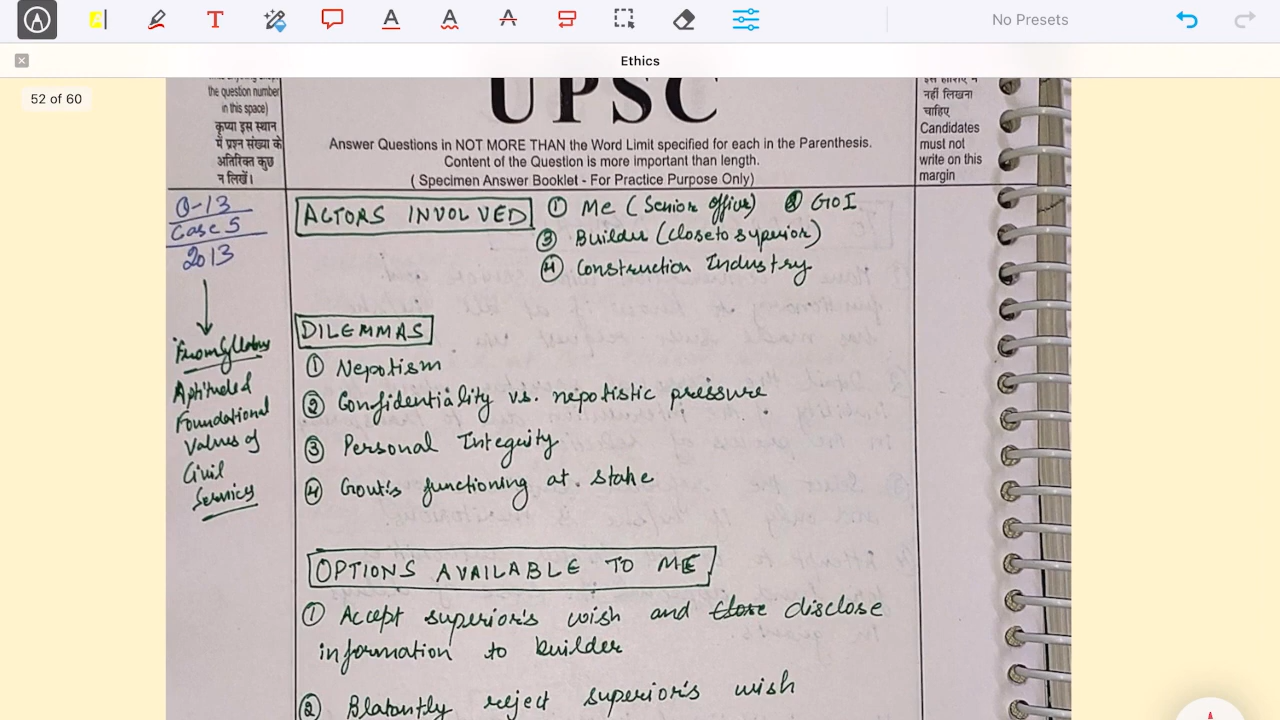 No Presets
Ethics
52 of 60
the question number
in this space)
कृप्या इस स्थान
में प्रश्न संख्या के
अतिरिक्त कुछ
न लिखें।
UPSC
Answer Questions in NOT MORE THAN the Word Limit specified for each in the Parenthesis.
Content of the Question is more important than length.
( Specimen Answer Booklet - For Practice Purpose Only)
नहीं लिखना
चाहिए
Candidates
must not
write on this
margin
Q-13
Case 5
2013
From Syllabus
Aptitude &
Foundational
Values of
Civil
Services
ACTORS INVOLVED ① Me (Senior officer) ② GOI
③ Builder (close to superior)
④ Construction Industry
DILEMMAS
① Nepotism
② Confidentiality vs. nepotistic pressure
③ Personal Integrity
④ Govt's functioning at stake
OPTIONS AVAILABLE TO ME
① Accept superior's wish and close disclose
information to builder
② Blatantly reject superior's wish